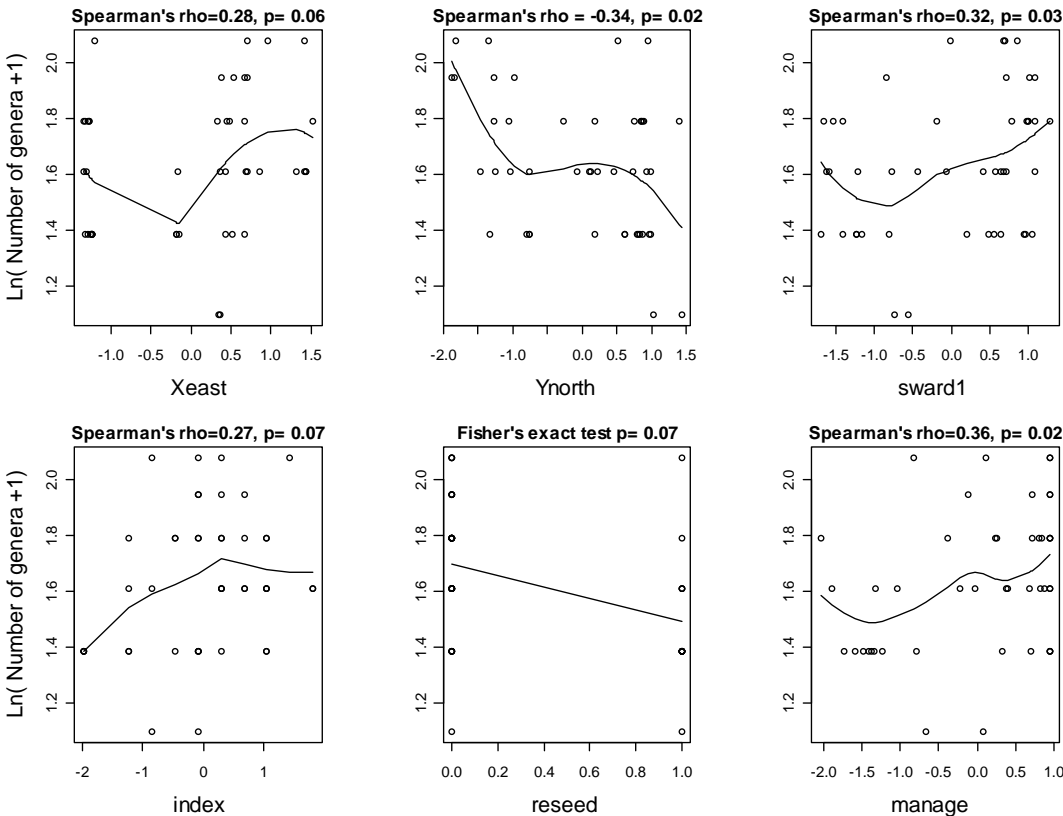 Spearman's rho=0.28, p= 0.06
Spearman's rho = -0.34, p= 0.02
Spearman's rho=0.32, p= 0.03
Ln( Number of genera +1)
1.2 1.4 1.6 1.8 2.0
1.2 1.4 1.6 1.8 2.0
1.2 1.4 1.6 1.8 2.0
-1.0 -0.5 0.0 0.5 1.0 1.5
-2.0 -1.0 0.0 0.5 1.0 1.5
-1.5 -0.5 0.0 0.5 1.0
Xeast
Ynorth
sward1
Spearman's rho=0.27, p= 0.07
Fisher's exact test p= 0.07
Spearman's rho=0.36, p= 0.02
Ln( Number of genera +1)
1.2 1.4 1.6 1.8 2.0
1.2 1.4 1.6 1.8 2.0
1.2 1.4 1.6 1.8 2.0
-2 -1 0 1
0.0 0.2 0.4 0.6 0.8 1.0
-2.0 -1.5 -1.0 -0.5 0.0 0.5 1.0
index
reseed
manage